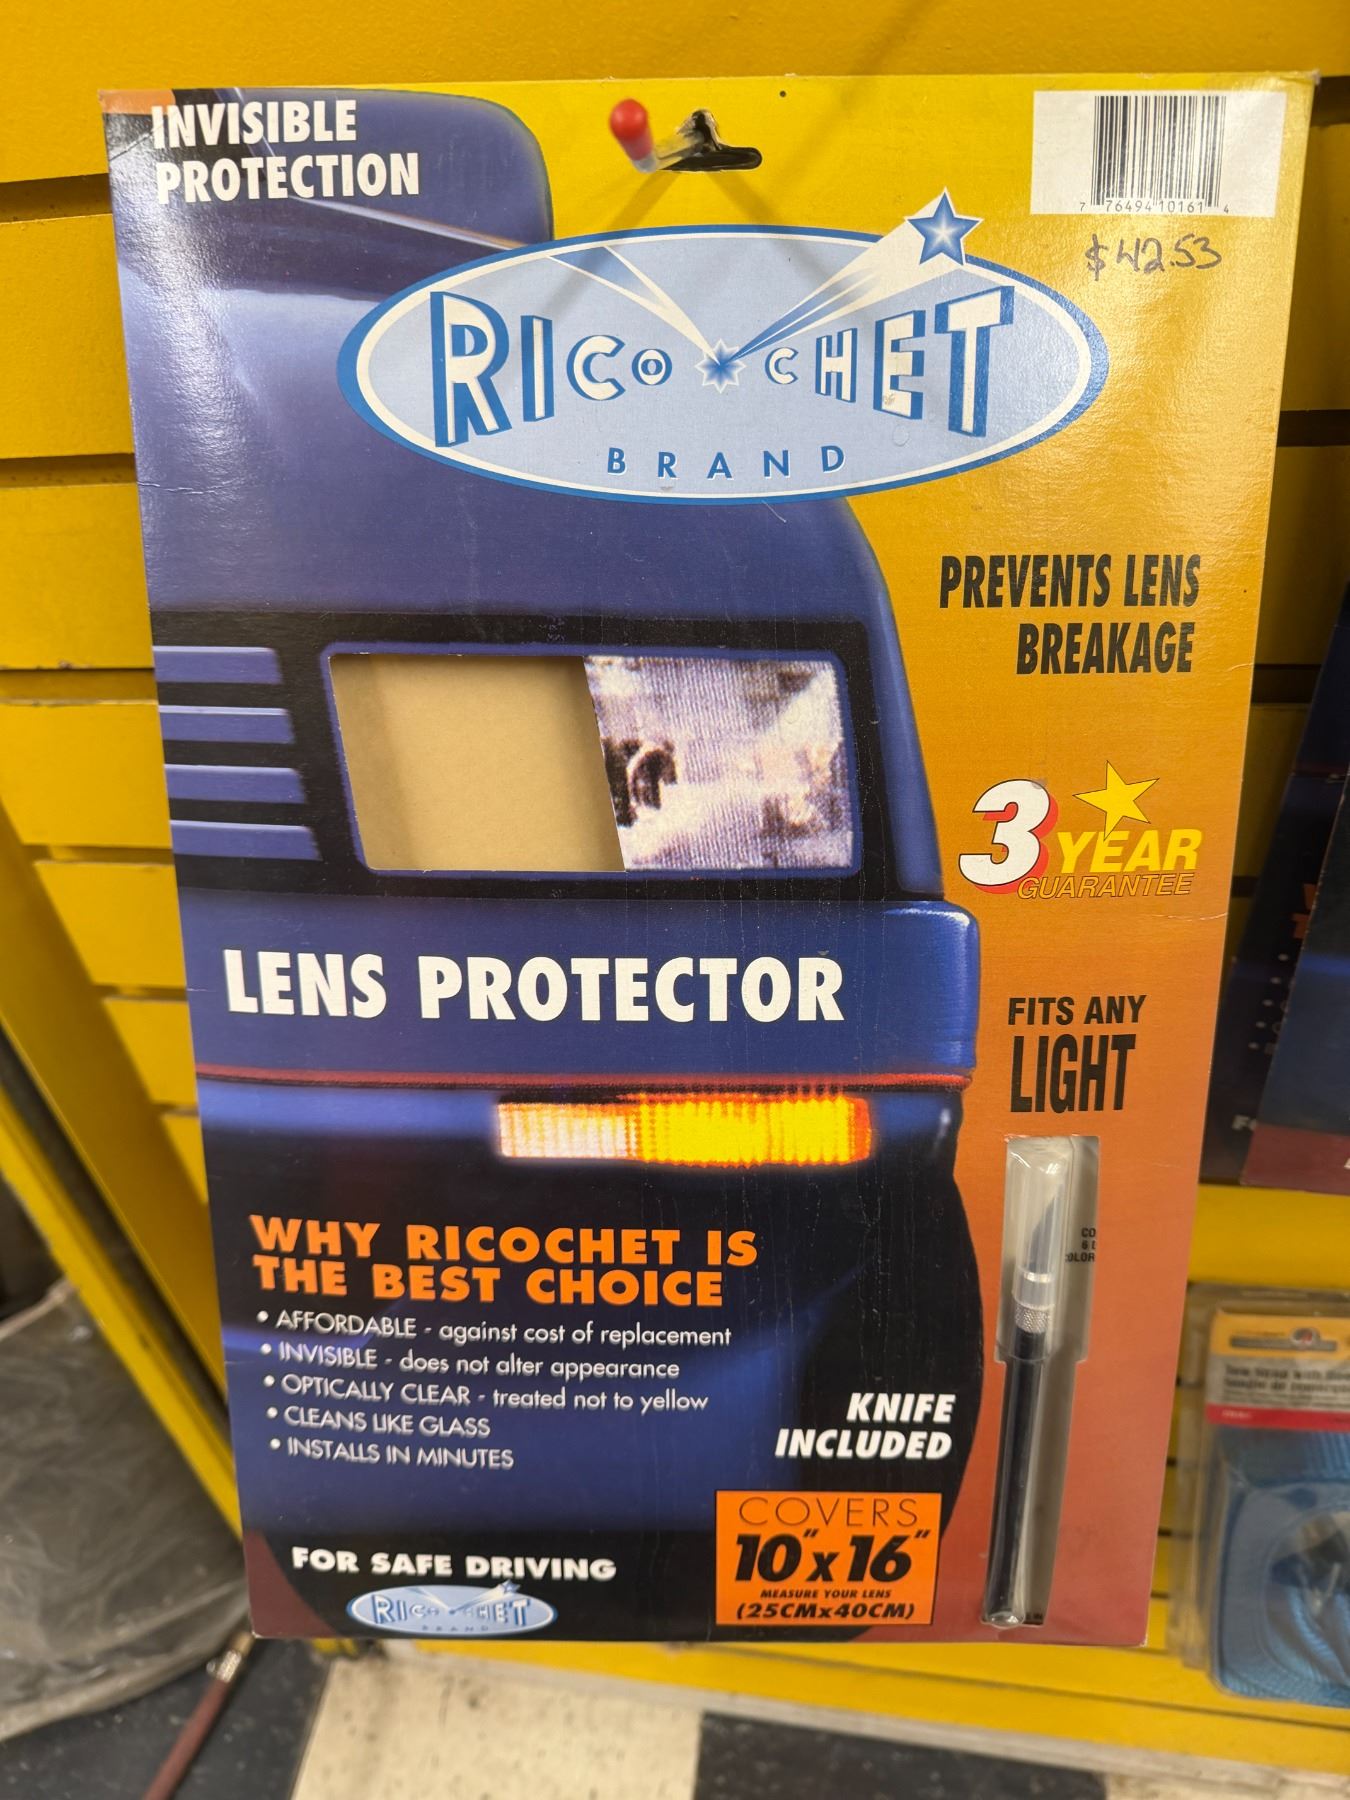 INVISIBLE
PROTECTION
7 76494 10161 4
$42.53
RICOCHET
BRAND
PREVENTS LENS
BREAKAGE
3 YEAR
GUARANTEE
LENS PROTECTOR
FITS ANY
LIGHT
WHY RICOCHET IS
THE BEST CHOICE
• AFFORDABLE - against cost of replacement
• INVISIBLE - does not alter appearance
• OPTICALLY CLEAR - treated not to yellow
• CLEANS LIKE GLASS
• INSTALLS IN MINUTES
KNIFE
INCLUDED
COVERS
10" x 16"
MEASURE YOUR LENS
(25CMx40CM)
FOR SAFE DRIVING
RICOCHET
BRAND